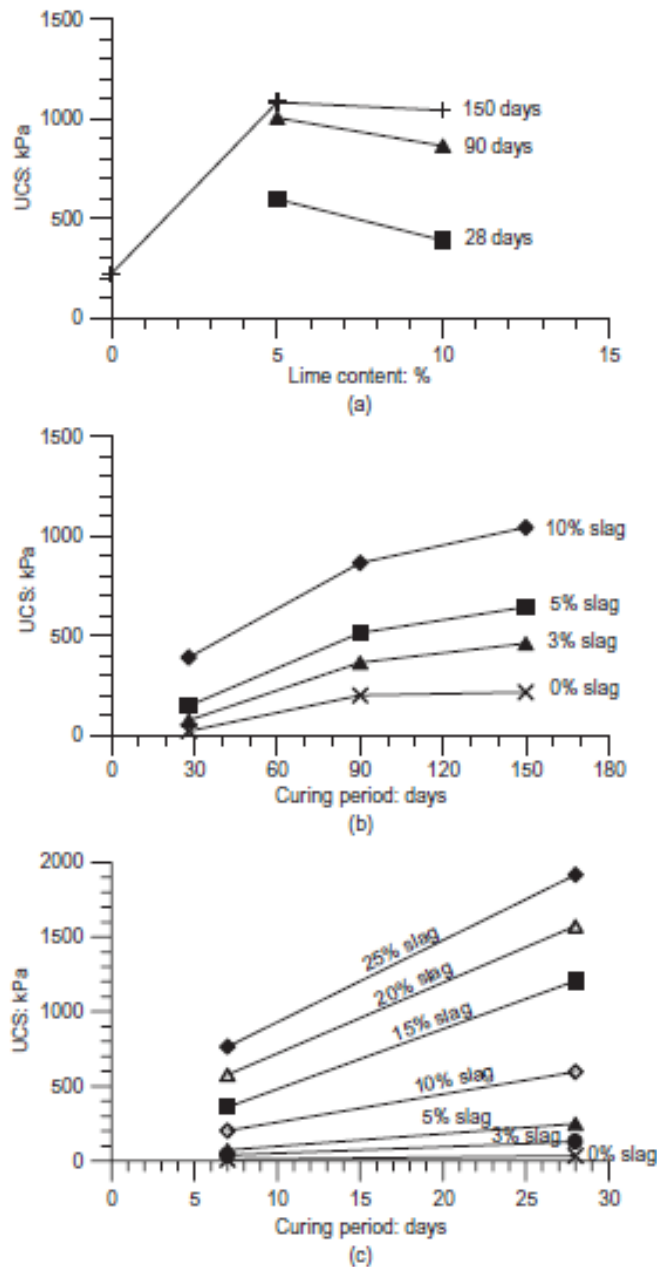 1500
1000
500
0
UCS: kPa
150 days
90 days
28 days
0 5 10 15
Lime content: %
(a)
1500
1000
500
0
UCS: kPa
10% slag
5% slag
3% slag
0% slag
0 30 60 90 120 150 180
Curing period: days
(b)
2000
1500
1000
500
0
UCS: kPa
25% slag
20% slag
15% slag
10% slag
5% slag
3% slag
0% slag
0 5 10 15 20 25 30
Curing period: days
(c)